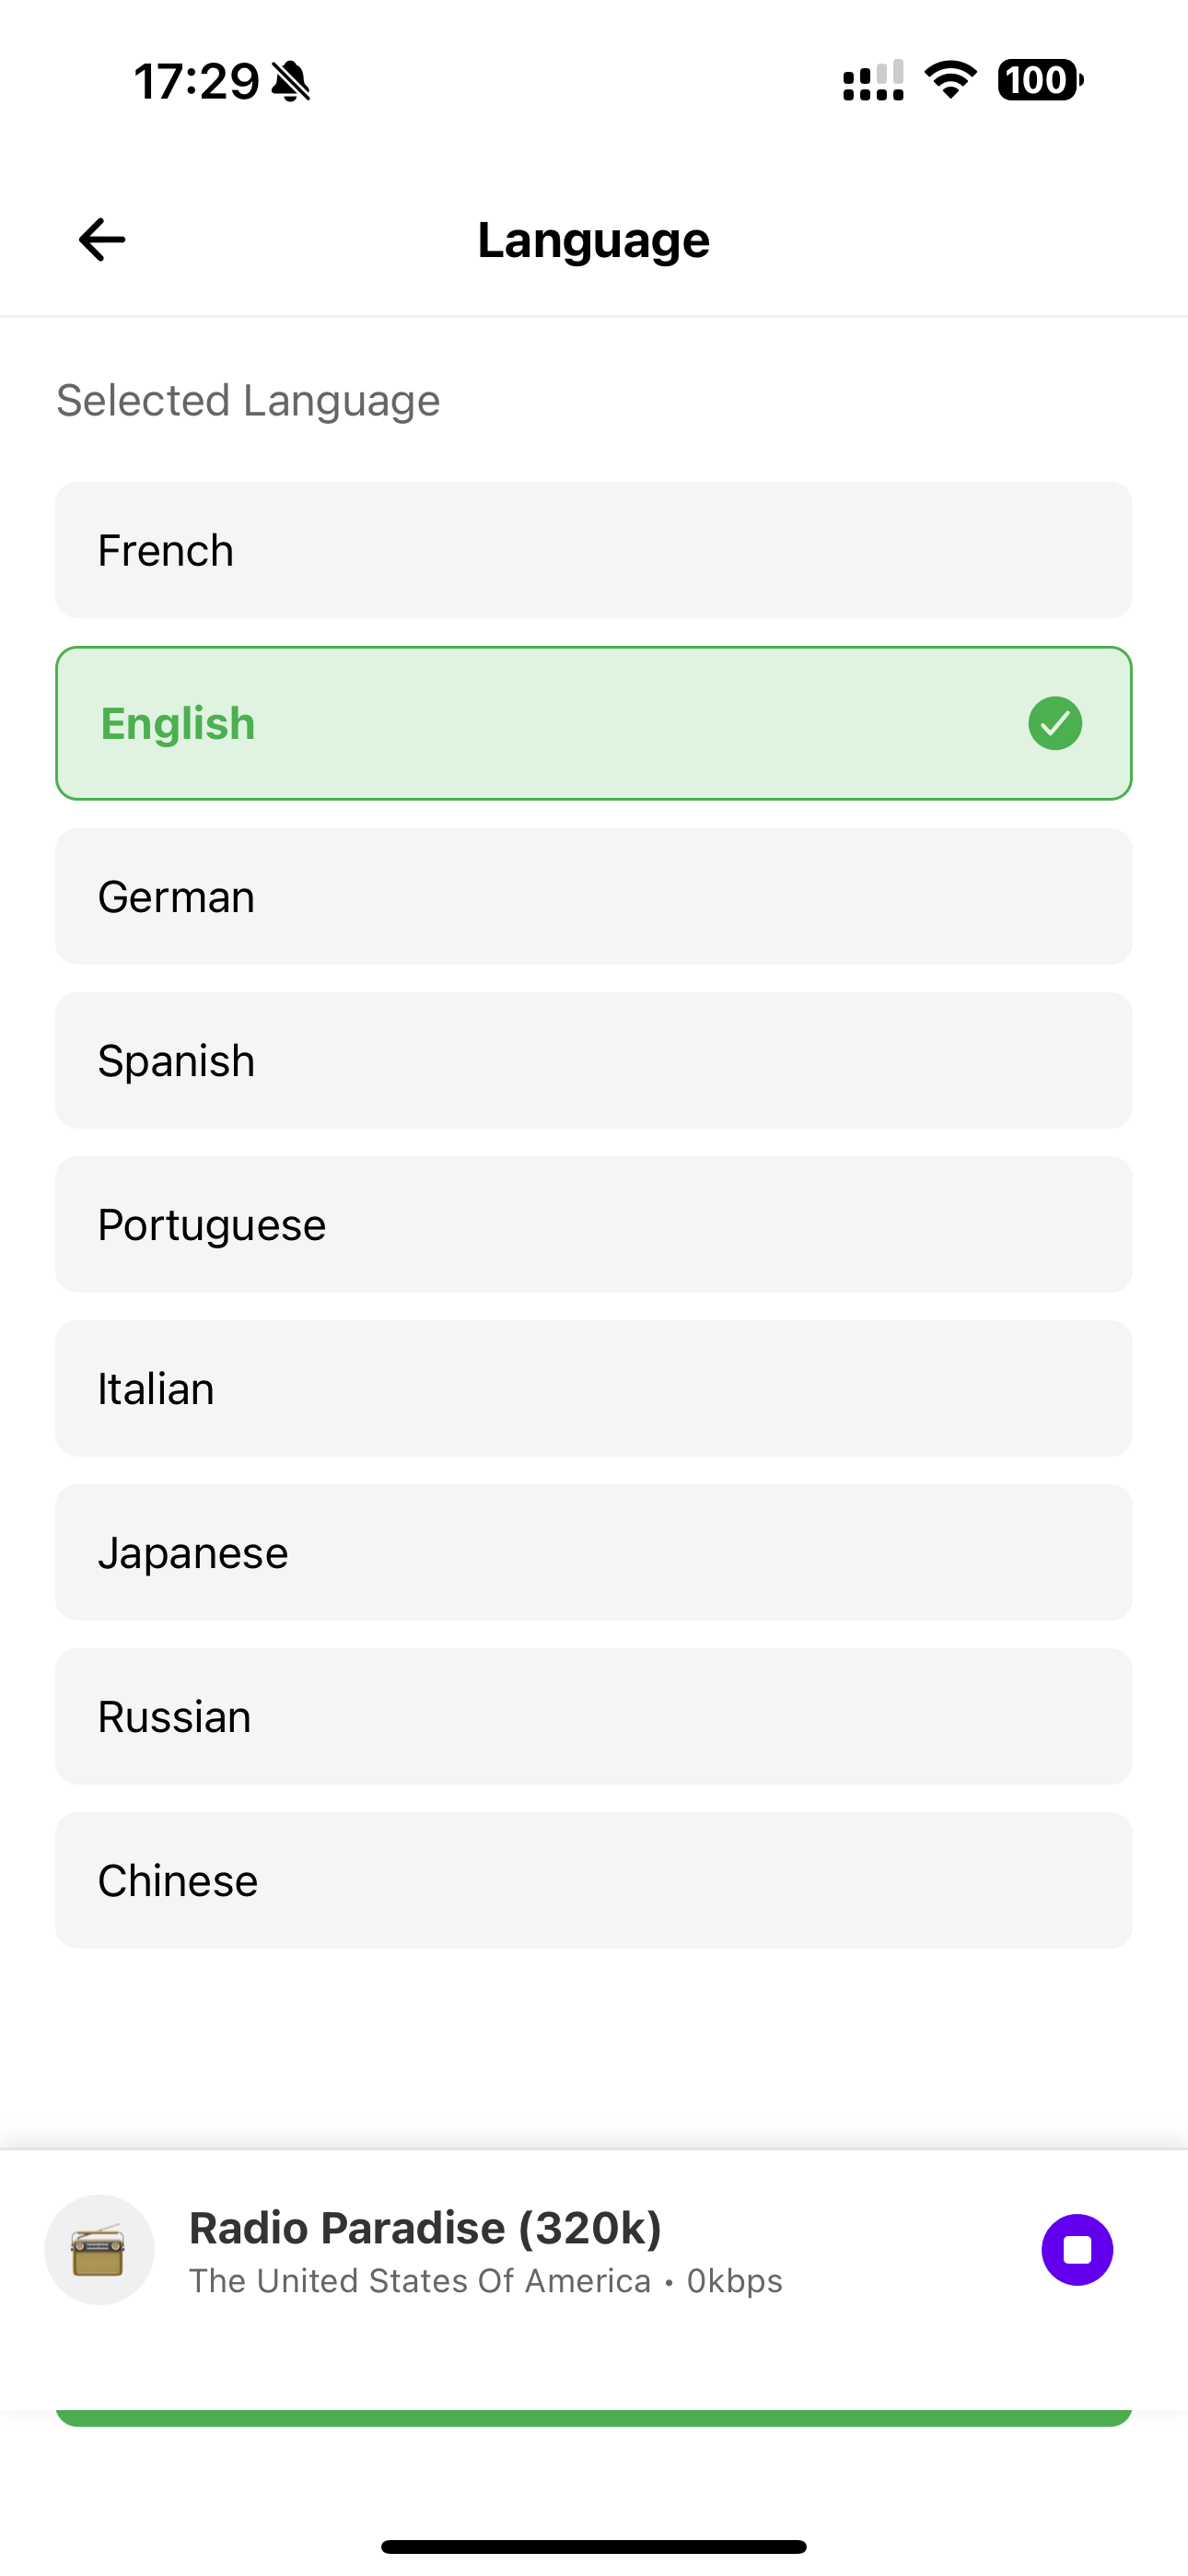 17:29
100
Language
Selected Language
French
English
German
Spanish
Portuguese
Italian
Japanese
Russian
Chinese
Radio Paradise (320k)
The United States Of America • 0kbps